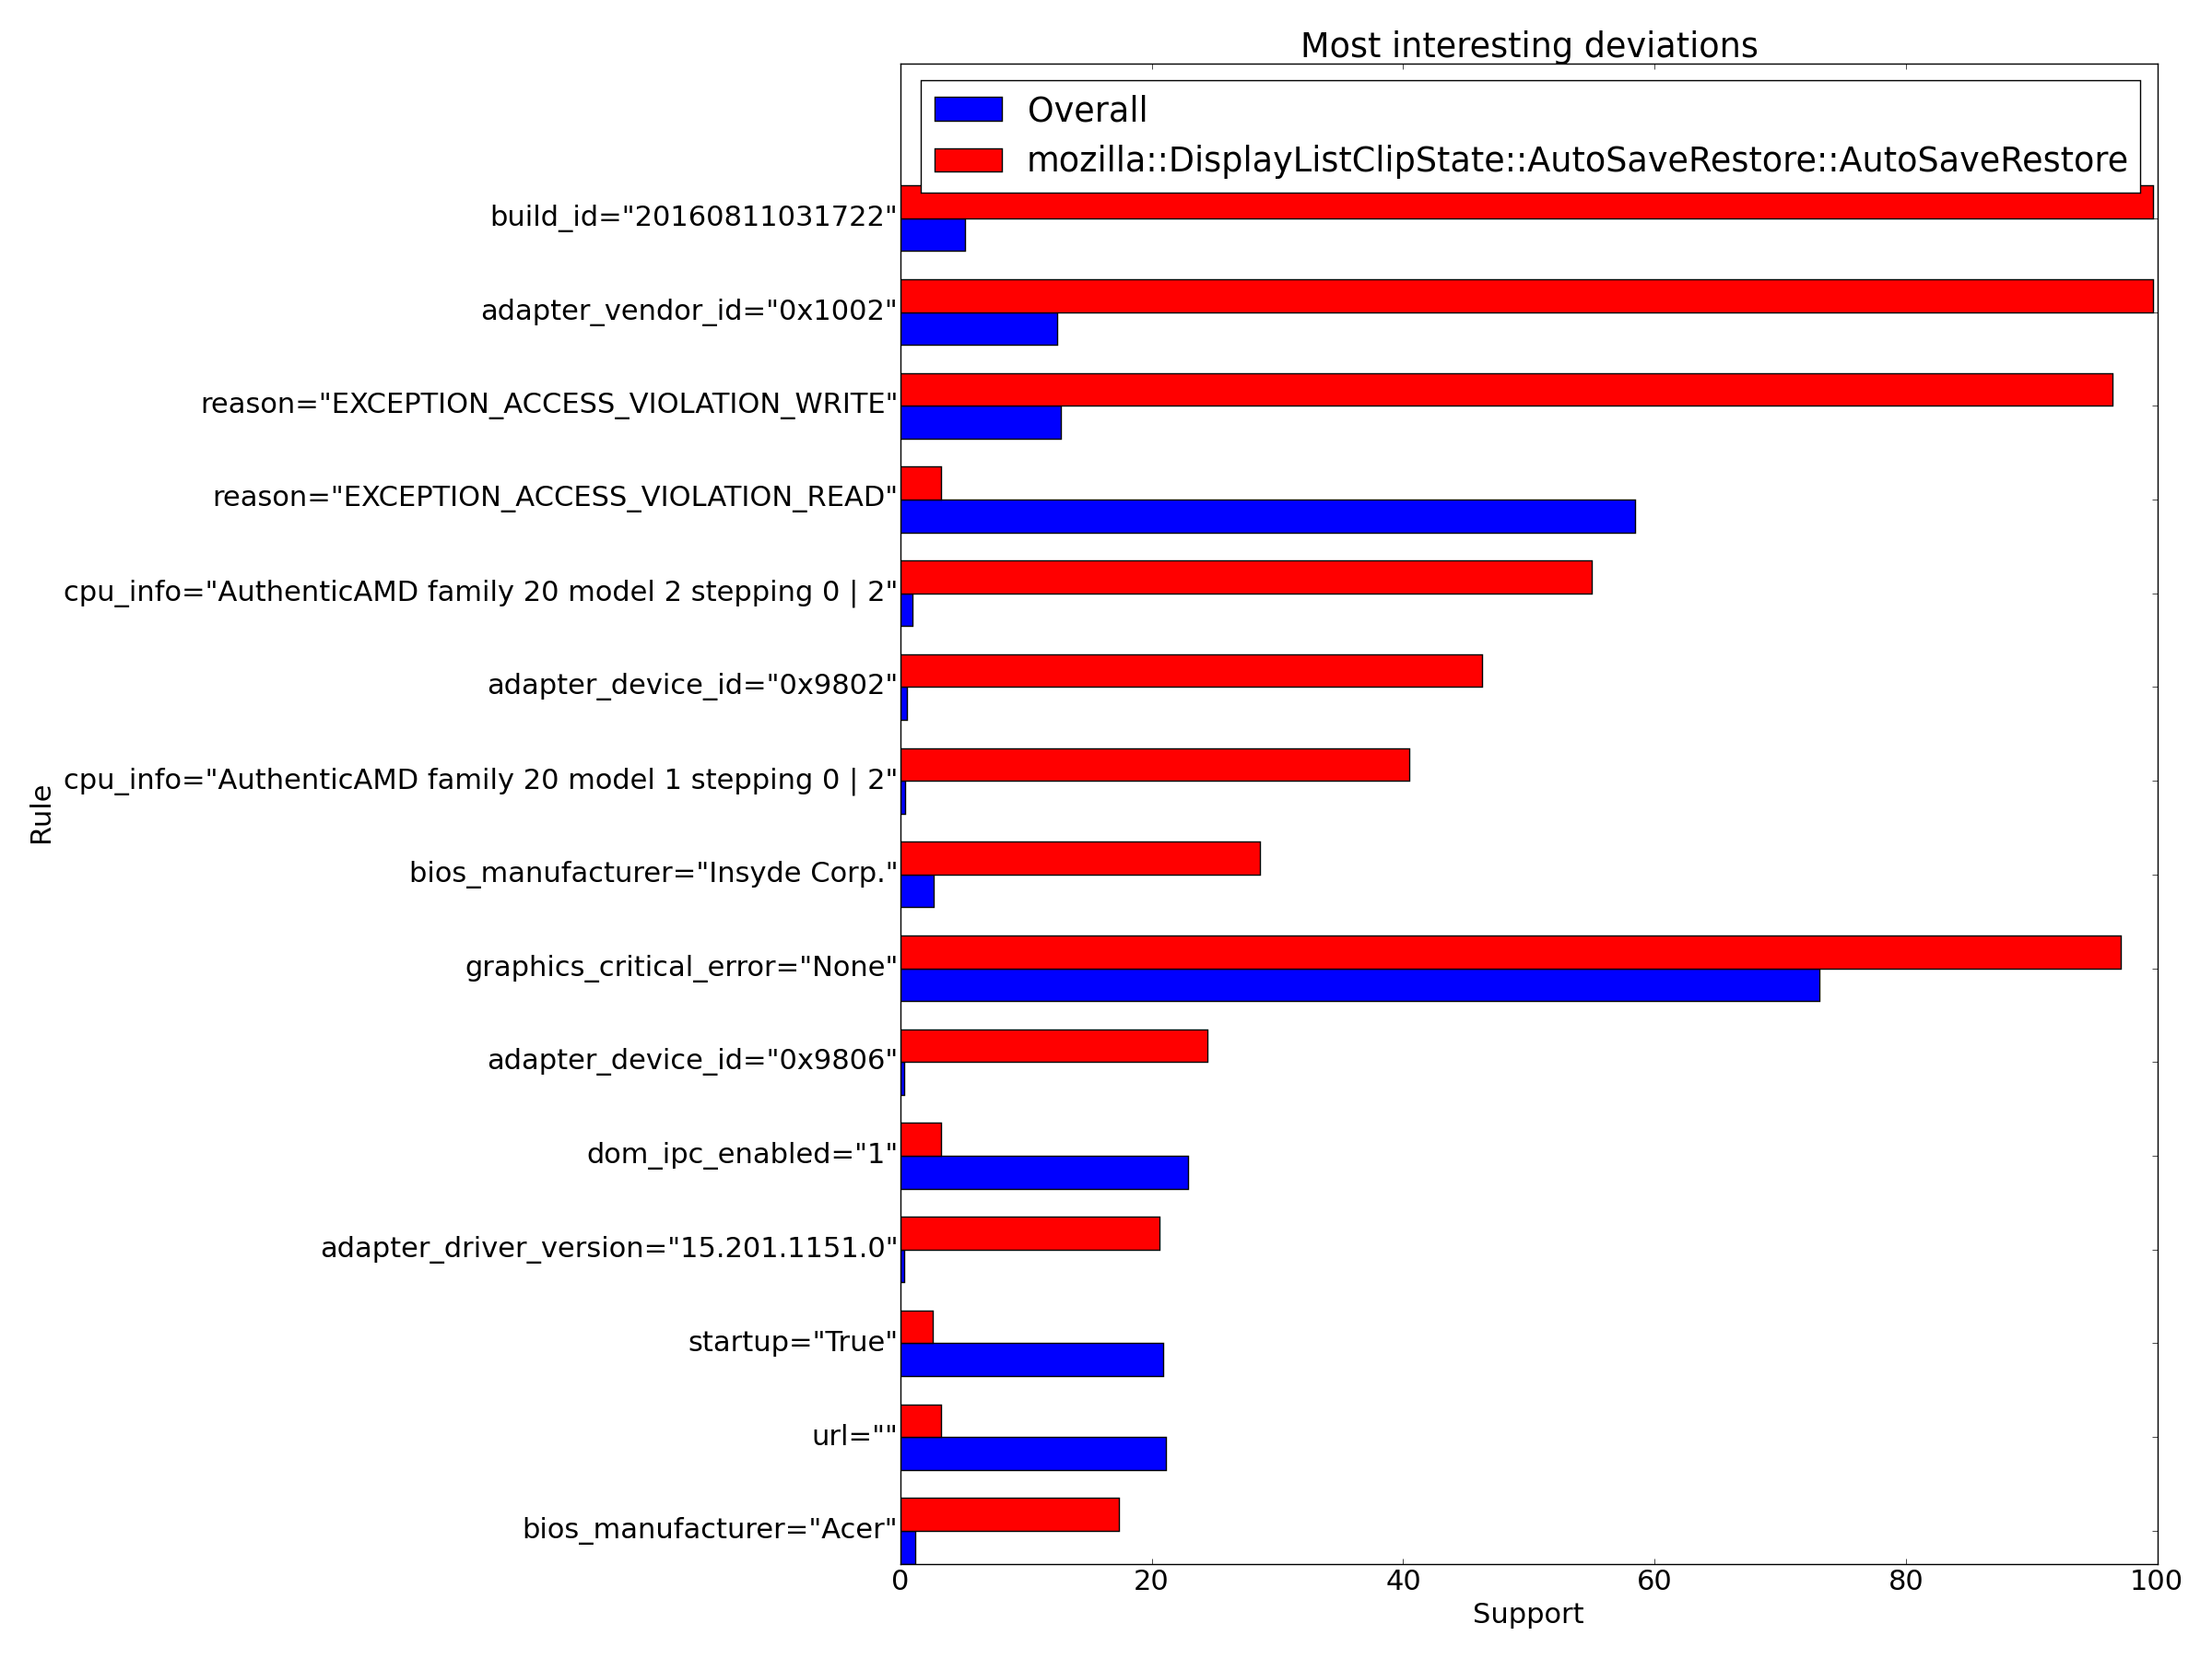 Most interesting deviations
Overall
mozilla::DisplayListClipState::AutoSaveRestore::AutoSaveRestore
build_id="20160811031722"
adapter_vendor_id="0x1002"
reason="EXCEPTION_ACCESS_VIOLATION_WRITE"
reason="EXCEPTION_ACCESS_VIOLATION_READ"
cpu_info="AuthenticAMD family 20 model 2 stepping 0 | 2"
adapter_device_id="0x9802"
cpu_info="AuthenticAMD family 20 model 1 stepping 0 | 2"
Rule
bios_manufacturer="Insyde Corp."
graphics_critical_error="None"
adapter_device_id="0x9806"
dom_ipc_enabled="1"
adapter_driver_version="15.201.1151.0"
startup="True"
url=""
bios_manufacturer="Acer"
0 20 40 60 80 100
Support